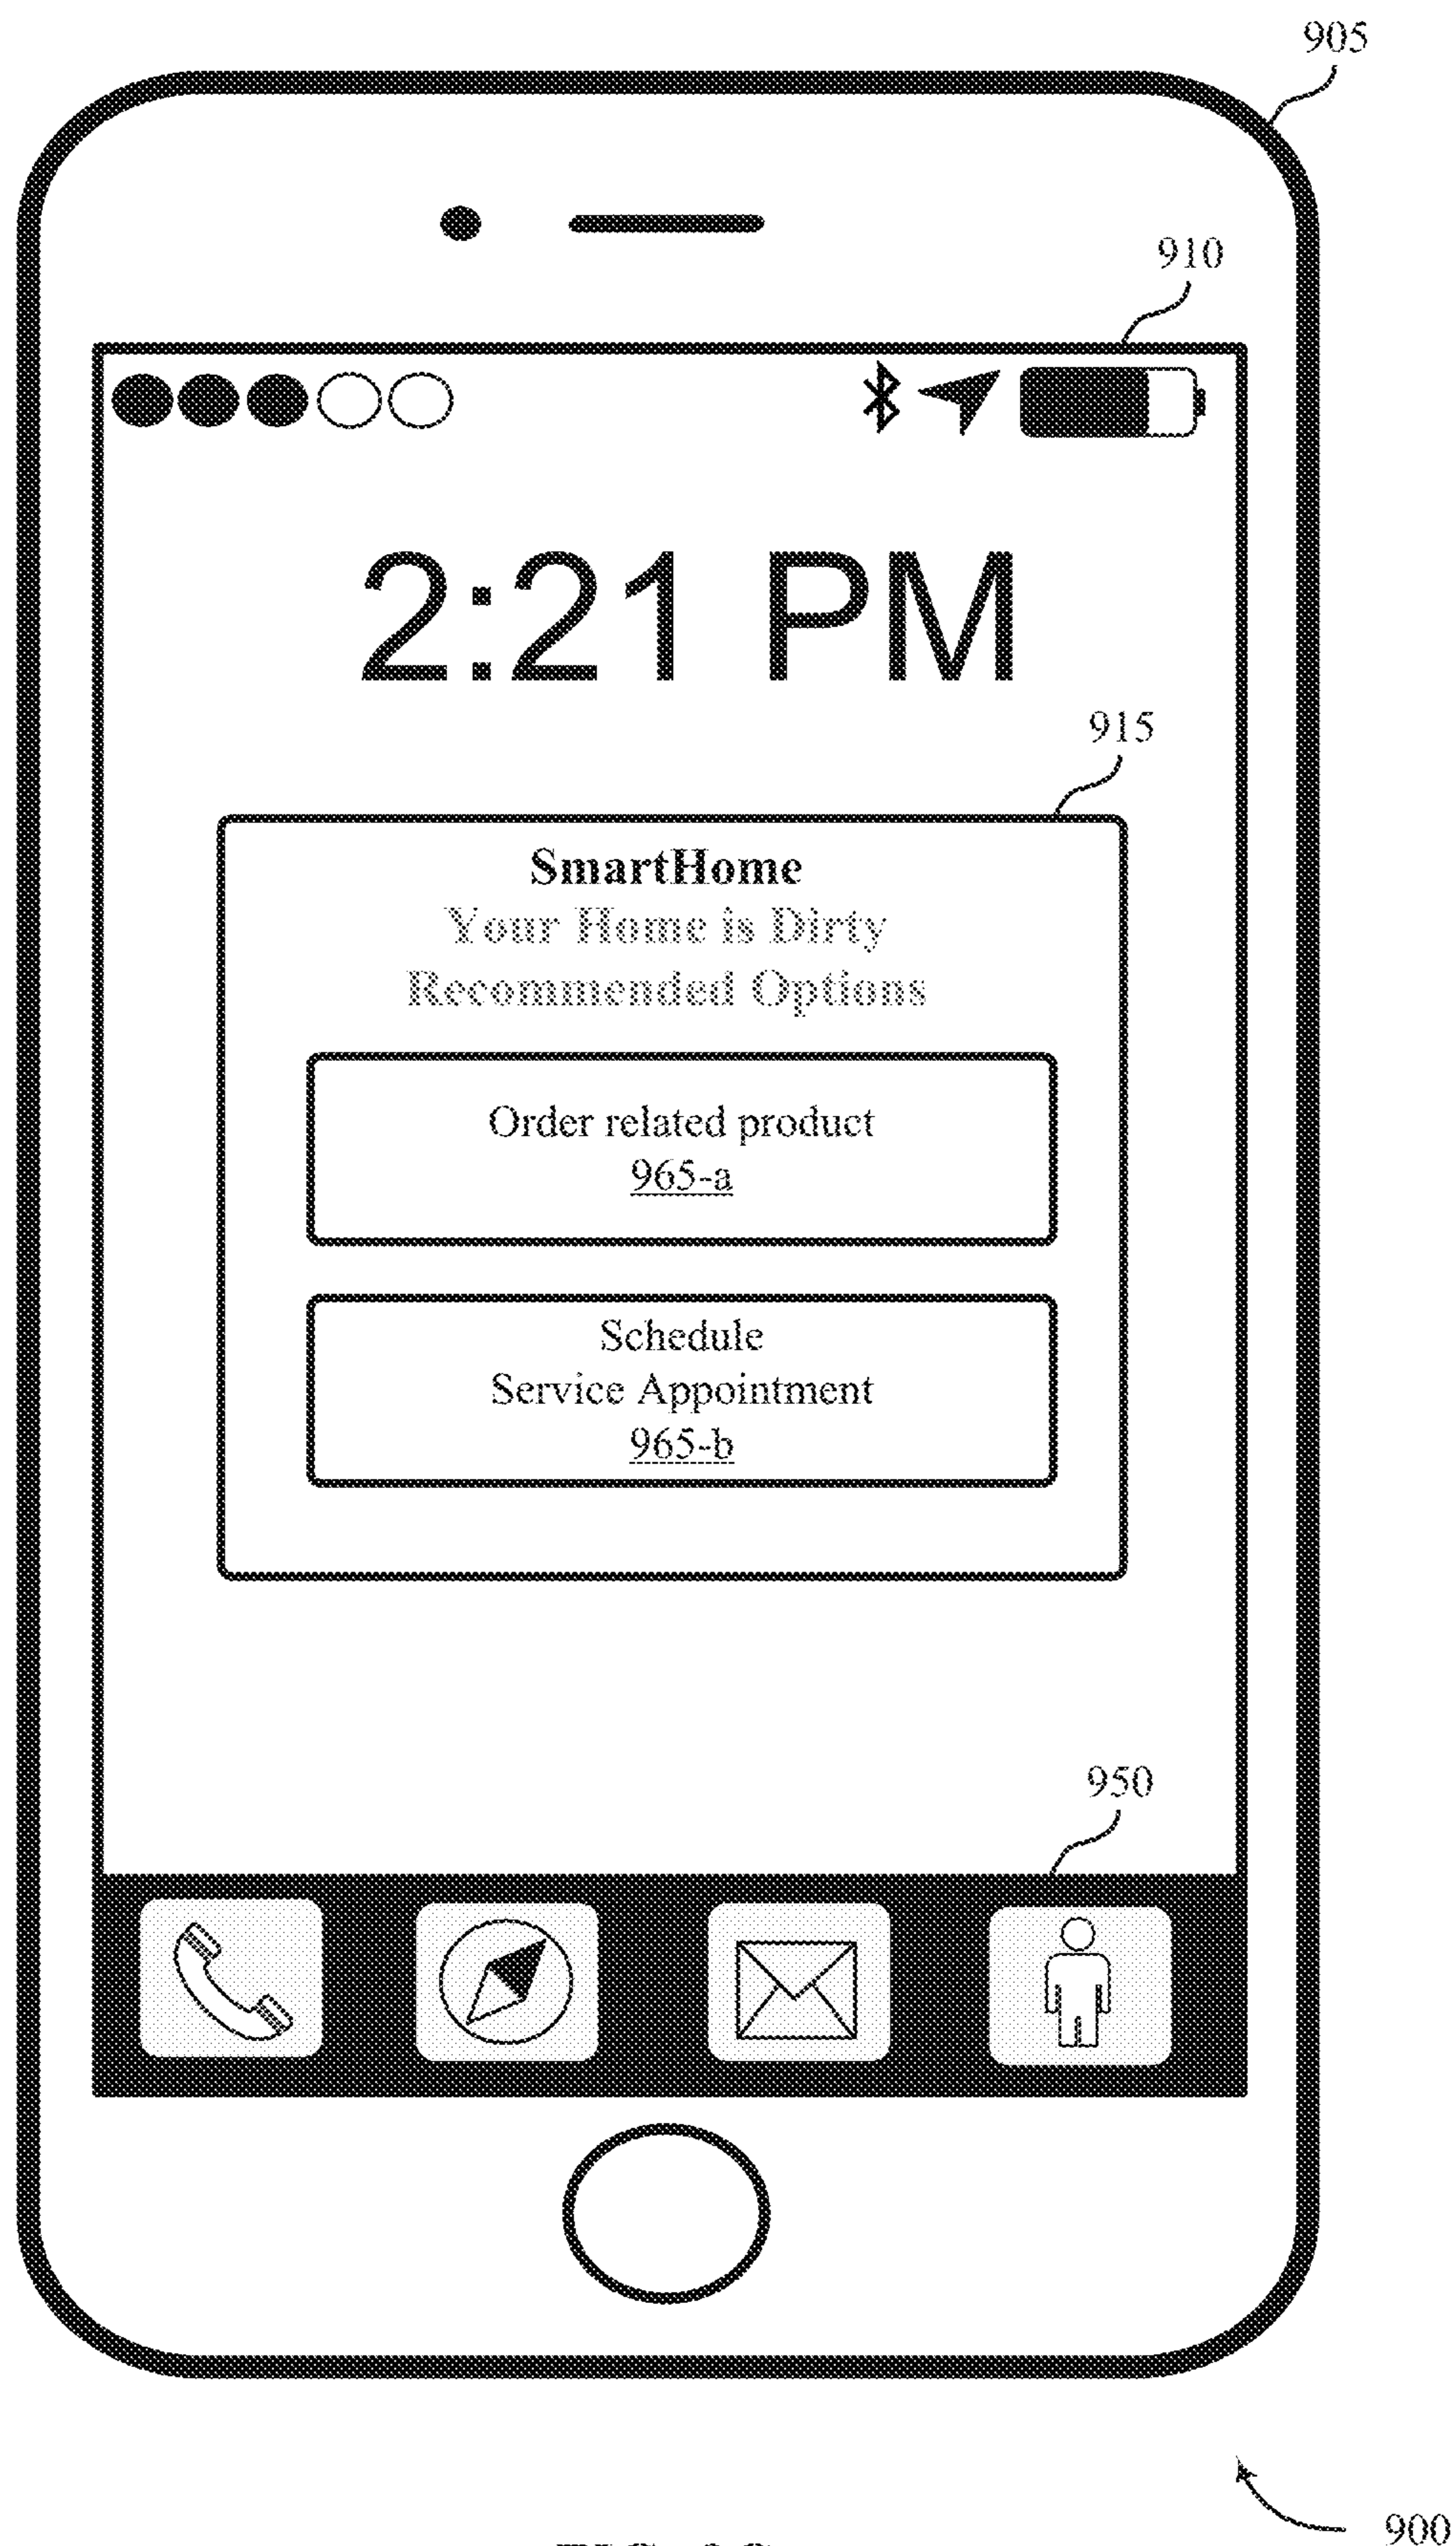 905
910
2:21 PM
915
SmartHome
Your Home is Dirty
Recommended Options
Order related product
965-a
Schedule
Service Appointment
965-b
950
900